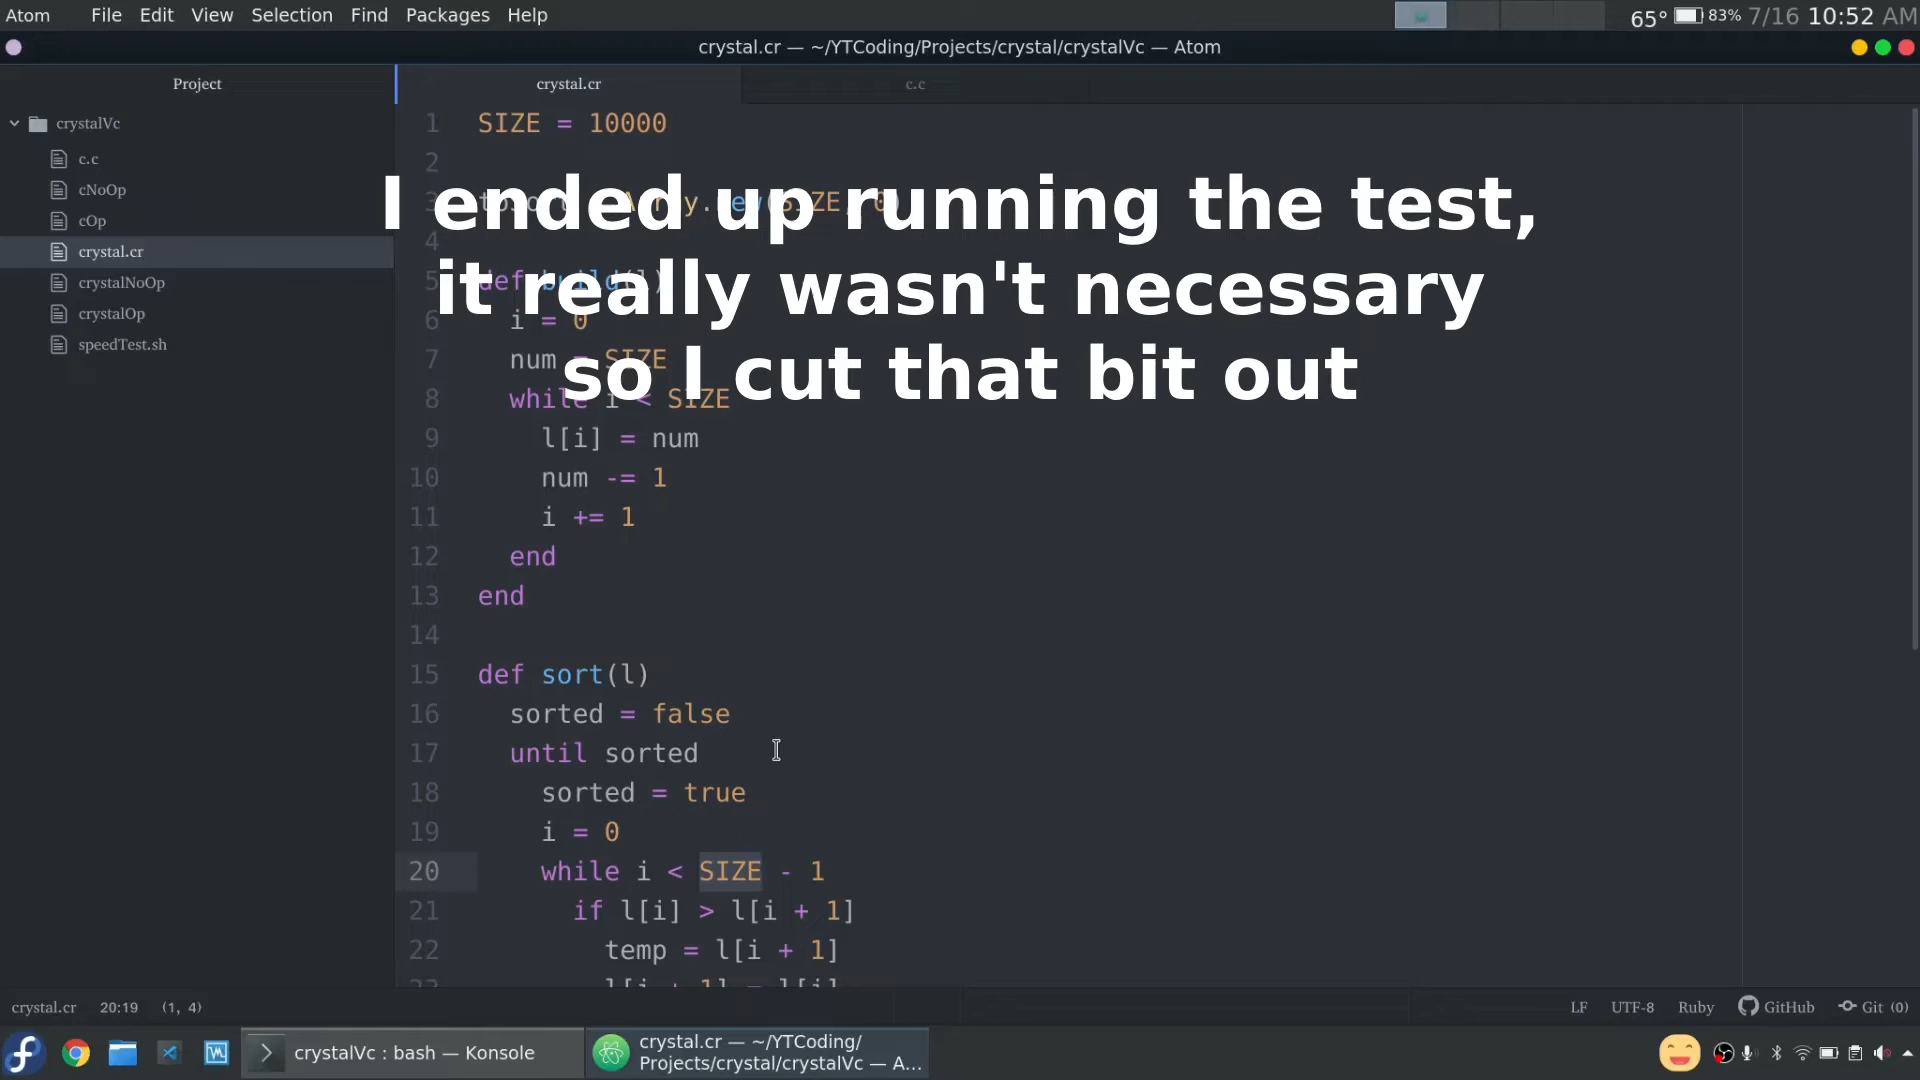 Atom File Edit View Selection Find Packages Help
65° 83% 7/16 10:52 AM
crystal.cr — ~/YTCoding/Projects/crystal/crystalVc — Atom
Project
crystal.cr
c.c
crystalVc
c.c
cNoOp
cOp
crystal.cr
crystalNoOp
crystalOp
speedTest.sh
I ended up running the test,
it really wasn't necessary
so I cut that bit out
1 SIZE = 10000
2
3
4
5 def build(l)
6 i = 0
7 num = SIZE
8 while i < SIZE
9 l[i] = num
10 num -= 1
11 i += 1
12 end
13 end
14
15 def sort(l)
16 sorted = false
17 until sorted
18 sorted = true
19 i = 0
20 while i < SIZE - 1
21 if l[i] > l[i + 1]
22 temp = l[i + 1]
23 l[i + 1] = l[i]
crystal.cr 20:19 (1, 4)
LF UTF-8 Ruby GitHub Git (0)
crystalVc : bash — Konsole
crystal.cr — ~/YTCoding/
Projects/crystal/crystalVc — A...